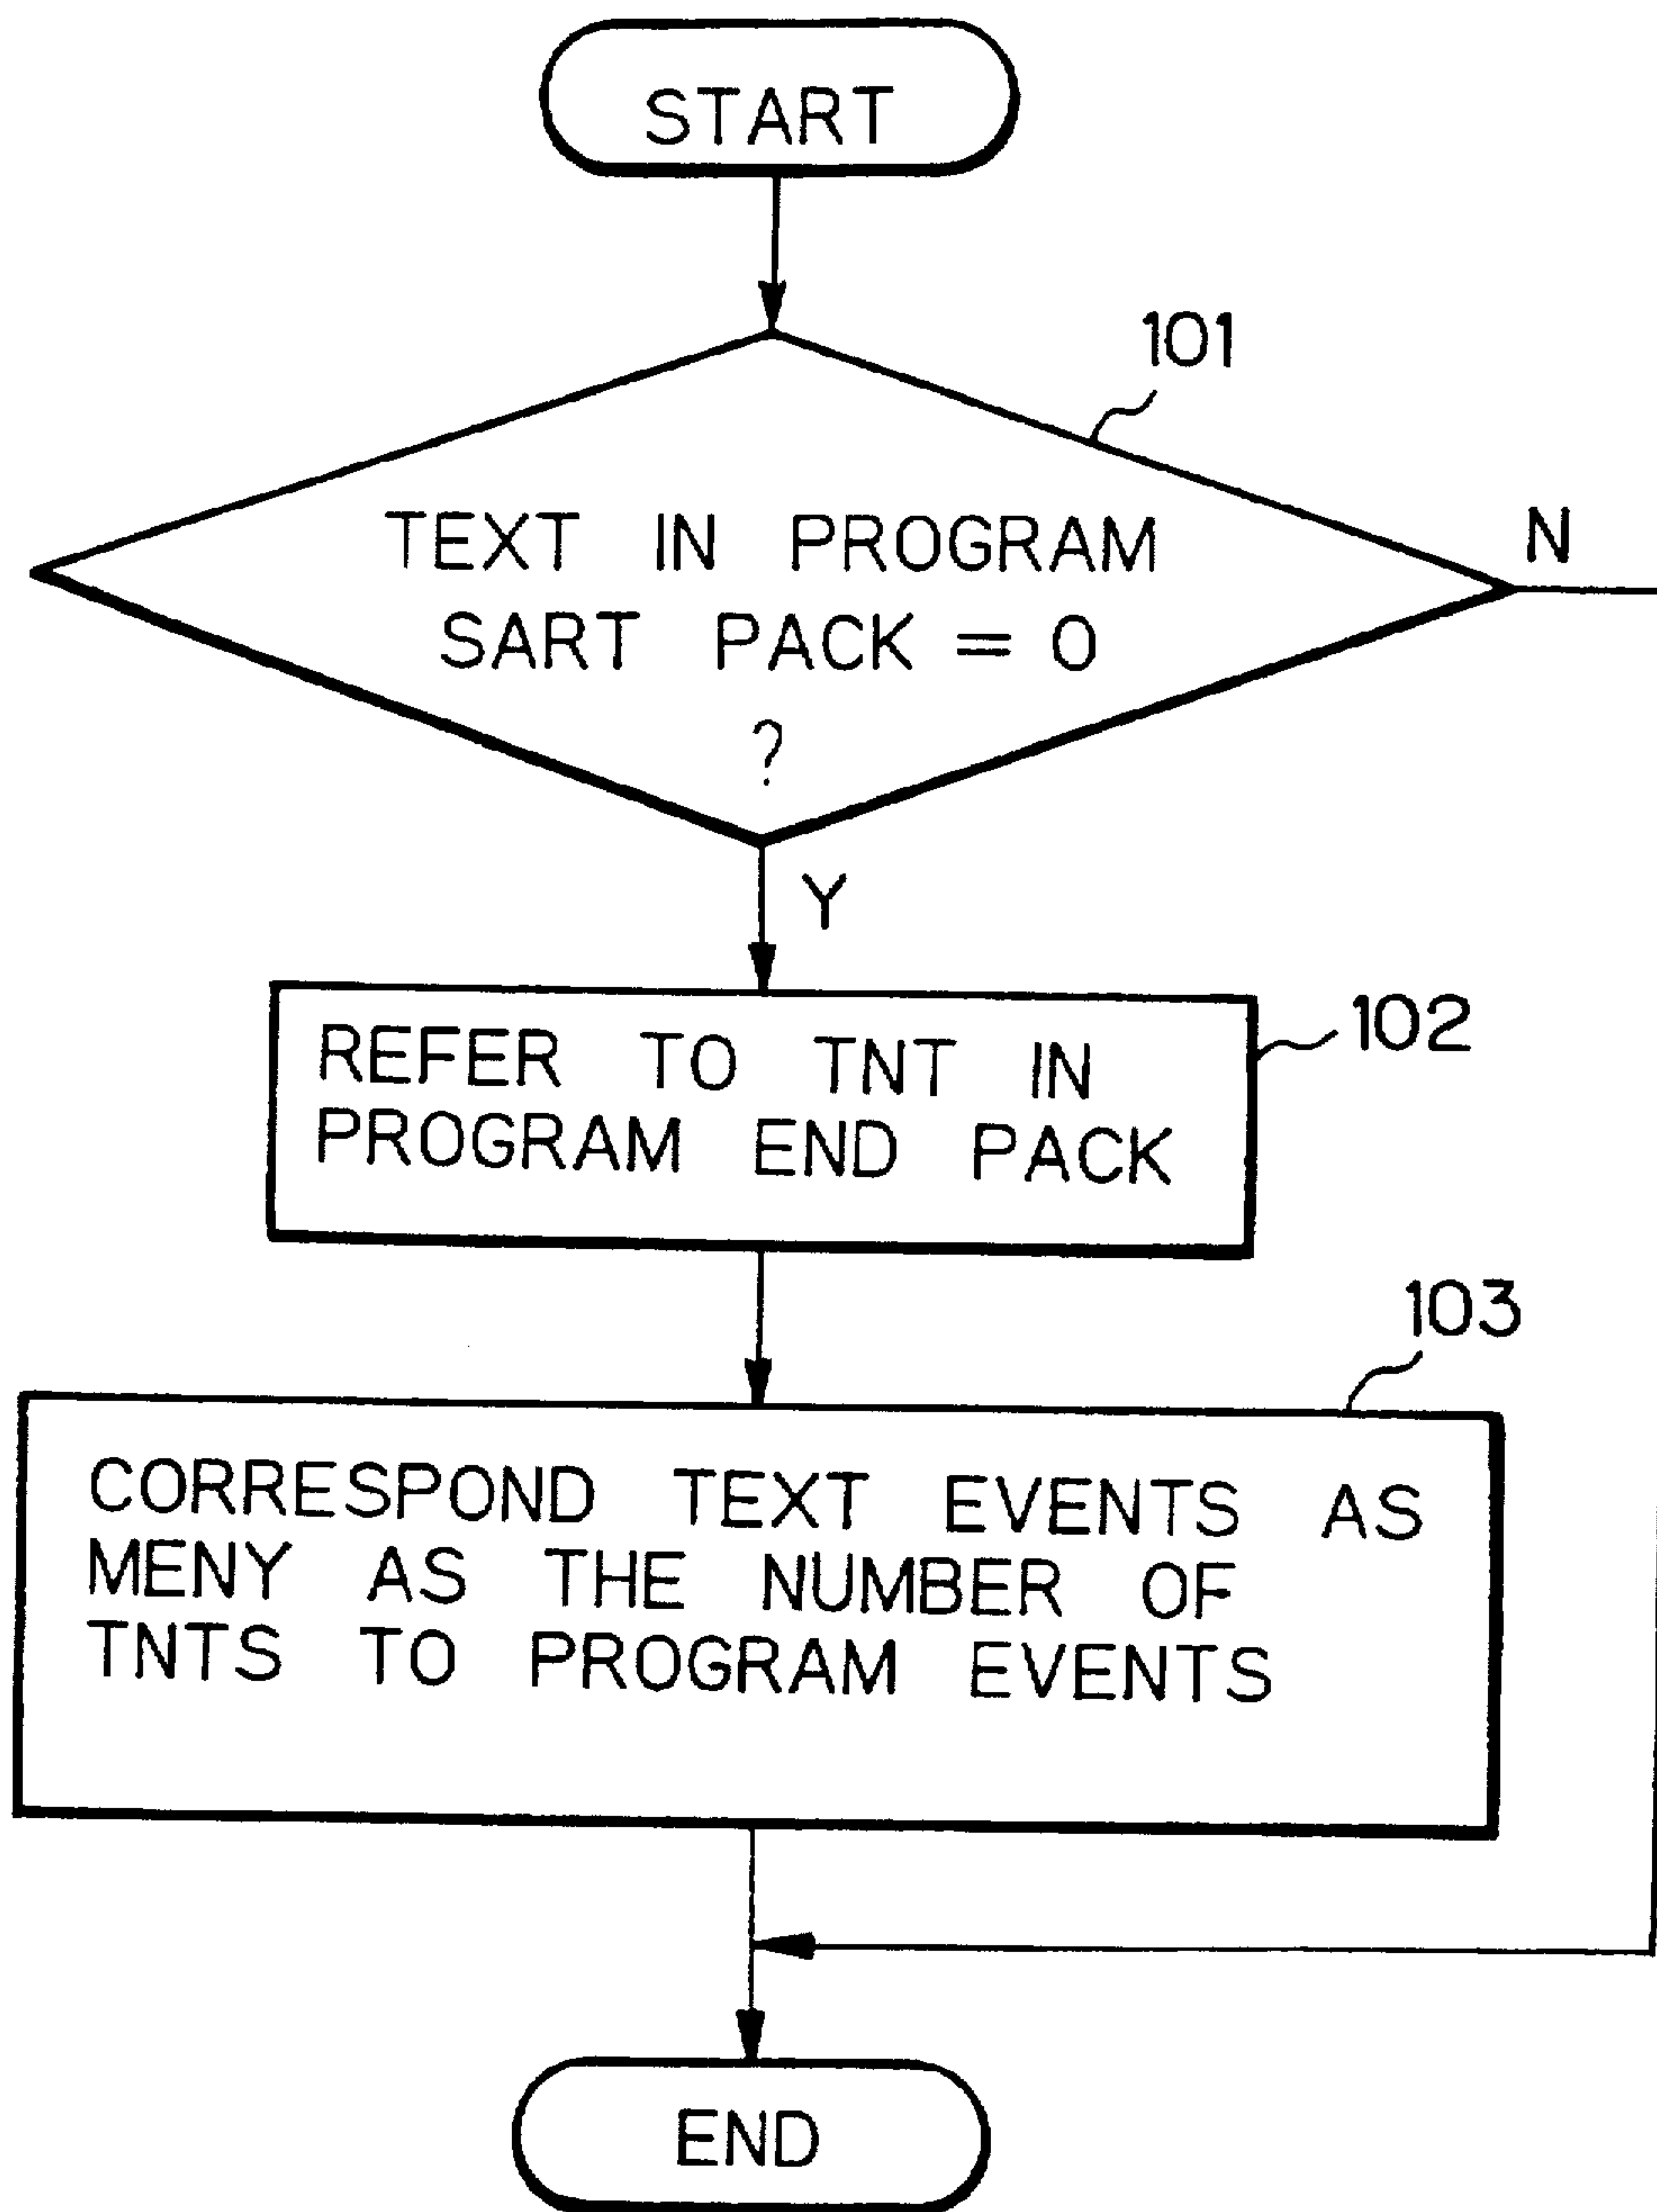 START
101
TEXT IN PROGRAM
SART PACK = 0
?
N
Y
REFER TO TNT IN
PROGRAM END PACK
102
103
CORRESPOND TEXT EVENTS AS
MENY AS THE NUMBER OF
TNTS TO PROGRAM EVENTS
END